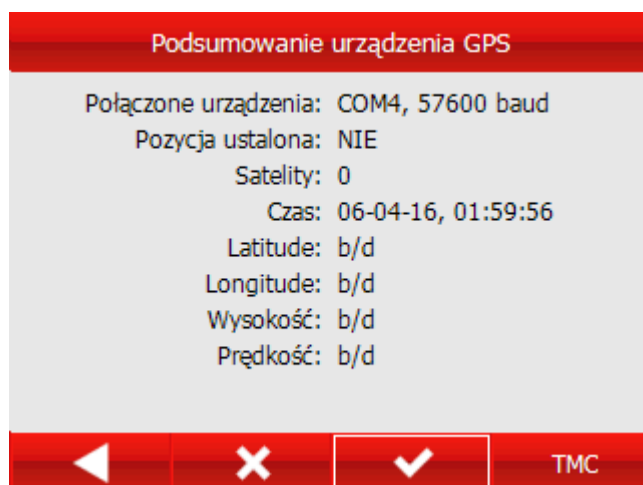 Podsumowanie urządzenia GPS
Połączone urządzenia: COM4, 57600 baud
Pozycja ustalona: NIE
Satelity: 0
Czas: 06-04-16, 01:59:56
Latitude: b/d
Longitude: b/d
Wysokość: b/d
Prędkość: b/d
TMC